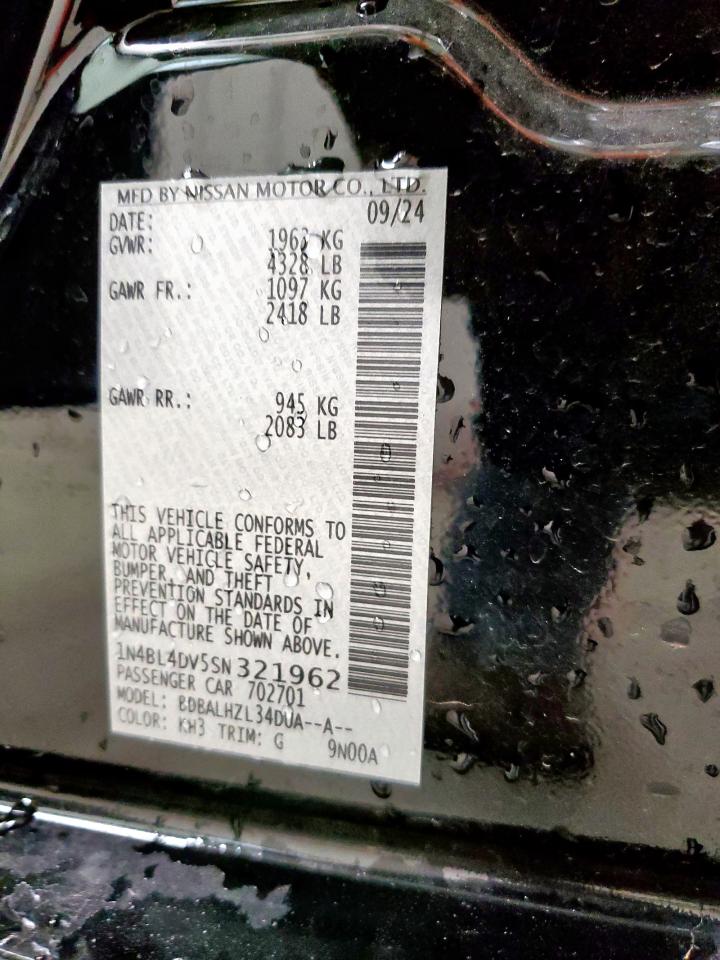 MFD BY NISSAN MOTOR CO., LTD.
DATE: 09/24
GVWR: 1963 KG
4328 LB
GAWR FR.: 1097 KG
2418 LB
GAWR RR.: 945 KG
2083 LB
THIS VEHICLE CONFORMS TO
ALL APPLICABLE FEDERAL
MOTOR VEHICLE SAFETY,
BUMPER, AND THEFT
PREVENTION STANDARDS IN
EFFECT ON THE DATE OF
MANUFACTURE SHOWN ABOVE.
1N4BL4DV5SN321962
PASSENGER CAR 702701
MODEL: BDBALHZL34DUA--A--
COLOR: KH3 TRIM: G 9N00A